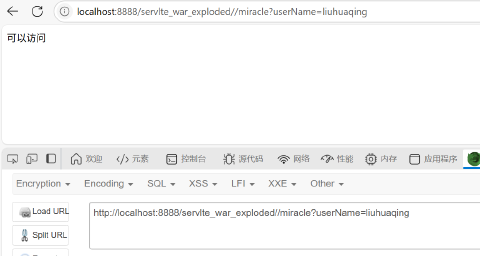 localhost:8888/servlte_war_exploded//miracle?userName=liuhuaqing
可以访问
欢迎 元素 控制台 源代码 网络 性能 内存 应用程序
Encryption Encoding SQL XSS LFI XXE Other
Load URL
http://localhost:8888/servlte_war_exploded//miracle?userName=liuhuaqing
Split URL